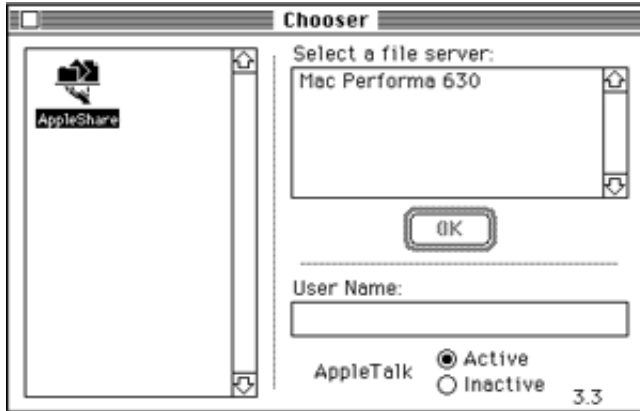 Chooser
AppleShare
Select a file server:
Mac Performa 630
OK
User Name:
AppleTalk
Active
Inactive
3.3